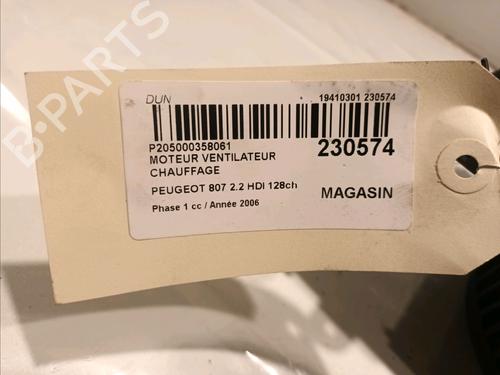 B-PARTS
DUN
19410301 230574
P205000358061
MOTEUR VENTILATEUR
CHAUFFAGE
230574
PEUGEOT 807 2.2 HDI 128ch
MAGASIN
Phase 1 cc / Année 2006